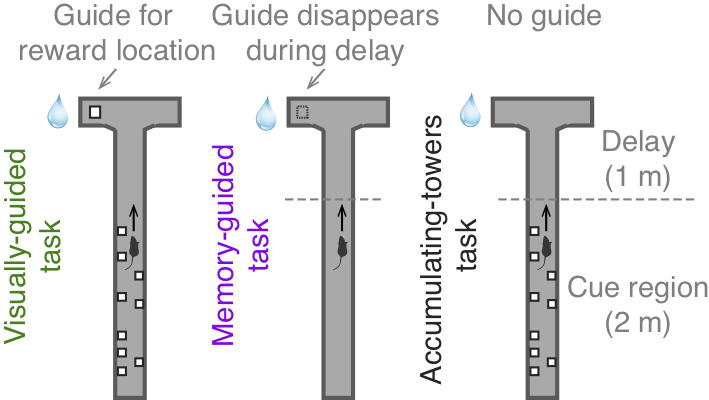 Guide for
reward location
Guide disappears
during delay
No guide
Visually-guided
task
Memory-guided
task
Accumulating-towers
task
Delay
(1 m)
Cue region
(2 m)